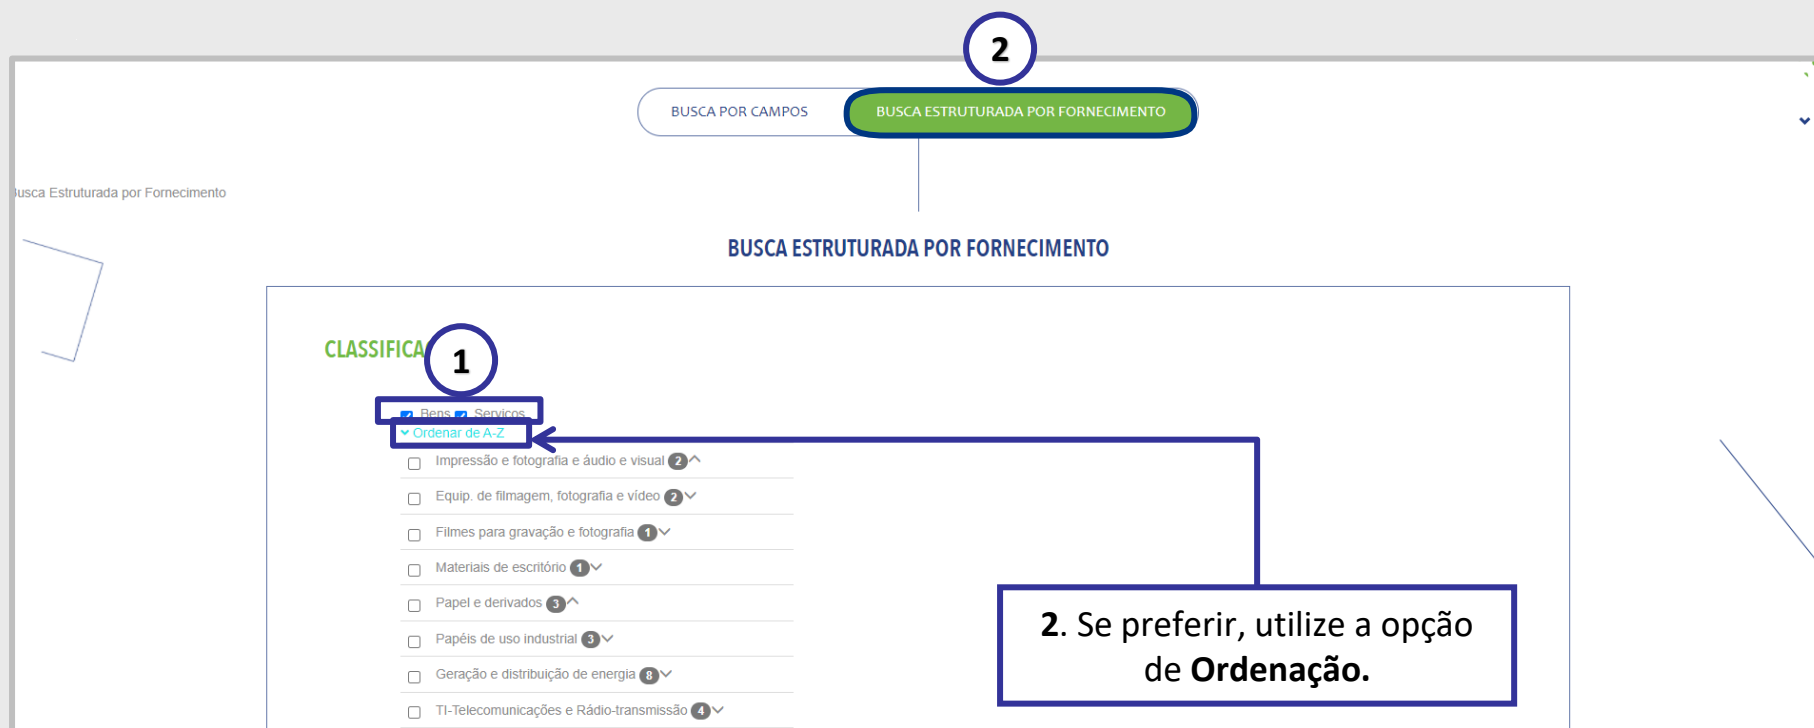 2
BUSCA POR CAMPOS
BUSCA ESTRUTURADA POR FORNECIMENTO
Busca Estruturada por Fornecimento
BUSCA ESTRUTURADA POR FORNECIMENTO
CLASSIFICA
1
Bens Serviços
Ordenar de A-Z
Impressão e fotografia e áudio e visual 2
Equip. de filmagem, fotografia e vídeo 2
Filmes para gravação e fotografia 1
Materiais de escritório 1
Papel e derivados 3
Papéis de uso industrial 3
Geração e distribuição de energia 8
TI-Telecomunicações e Rádio-transmissão 4
2. Se preferir, utilize a opção
de Ordenação.